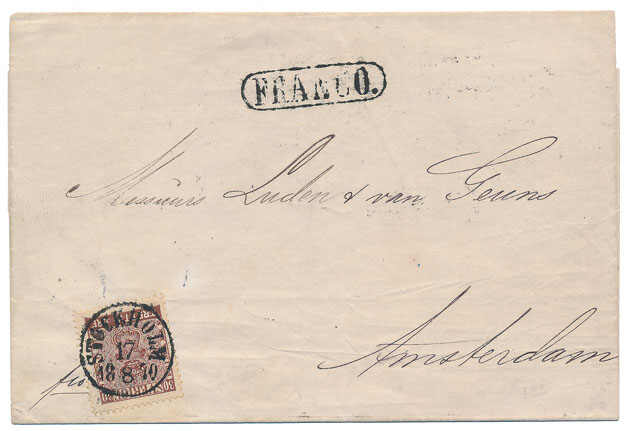 FRANCO.
Messieurs Luden & van Geuns
Amsterdam
STOCKHOLM
17
18 8 70